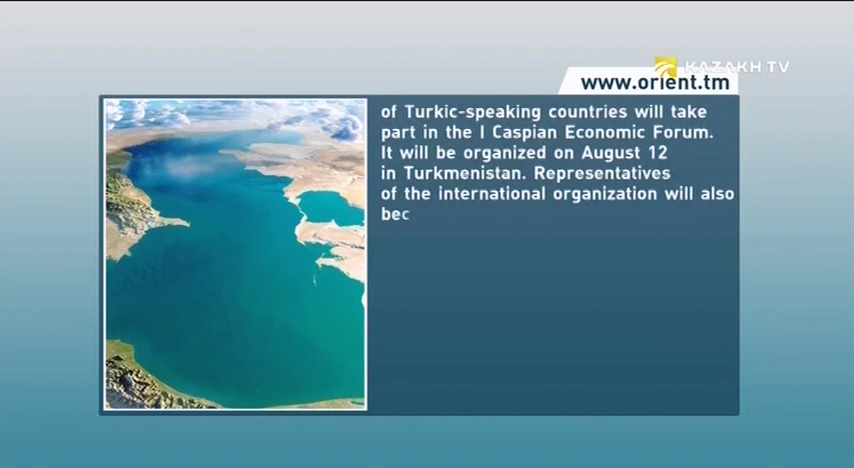 KAZAKH TV
www.orient.tm
of Turkic-speaking countries will take
part in the I Caspian Economic Forum.
It will be organized on August 12
in Turkmenistan. Representatives
of the international organization will also
bec